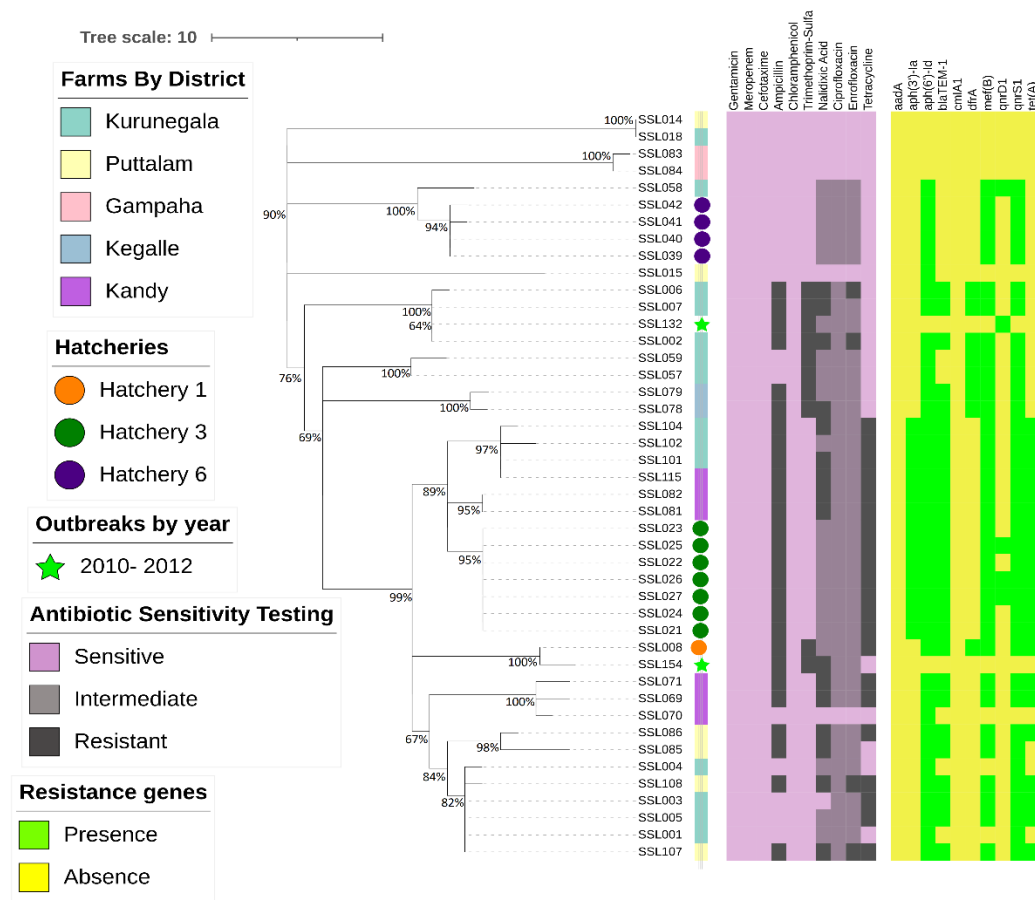 Tree scale: 10
Farms By District
Kurunegala
Puttalam
Gampaha
Kegalle
Kandy
Hatcheries
Hatchery 1
Hatchery 3
Hatchery 6
Outbreaks by year
2010- 2012
Antibiotic Sensitivity Testing
Sensitive
Intermediate
Resistant
Resistance genes
Presence
Absence
90%
76%
69%
99%
100%
100%
100%
94%
100%
64%
100%
100%
97%
89%
95%
95%
100%
100%
67%
98%
84%
82%
SSL014
SSL018
SSL083
SSL084
SSL058
SSL042
SSL041
SSL040
SSL039
SSL015
SSL006
SSL007
SSL132
SSL002
SSL059
SSL057
SSL079
SSL078
SSL104
SSL102
SSL101
SSL115
SSL082
SSL081
SSL023
SSL025
SSL022
SSL026
SSL027
SSL024
SSL021
SSL008
SSL154
SSL071
SSL069
SSL070
SSL086
SSL085
SSL004
SSL108
SSL003
SSL005
SSL001
SSL107
Gentamicin
Meropenem
Cefotaxime
Ampicillin
Chloramphenicol
Trimethoprim-Sulfa
Nalidixic Acid
Ciprofloxacin
Enrofloxacin
Tetracycline
aadA
aph(3')-Ia
aph(6')-Id
blaTEM-1
cmlA1
dfrA
mef(B)
qnrD1
qnrS1
tet(A)